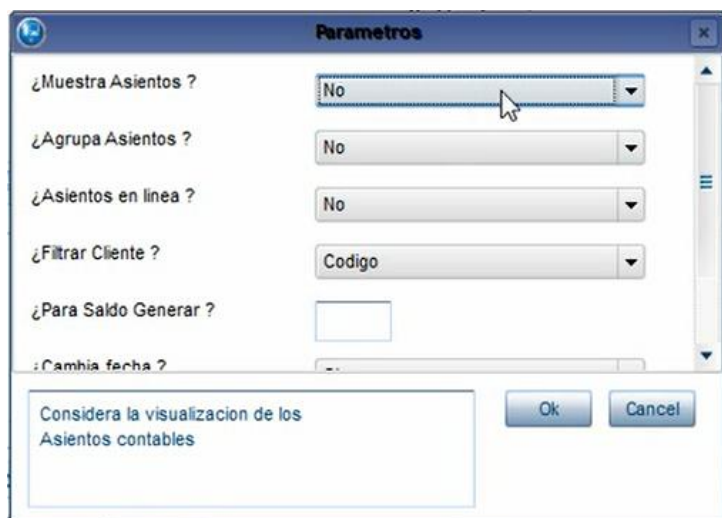 Parametros
¿Muestra Asientos ? No
¿Agrupa Asientos ? No
¿Asientos en linea ? No
¿Filtrar Cliente ? Codigo
¿Para Saldo Generar ?
¿Cambia fecha ?
Considera la visualizacion de los
Asientos contables
Ok Cancel